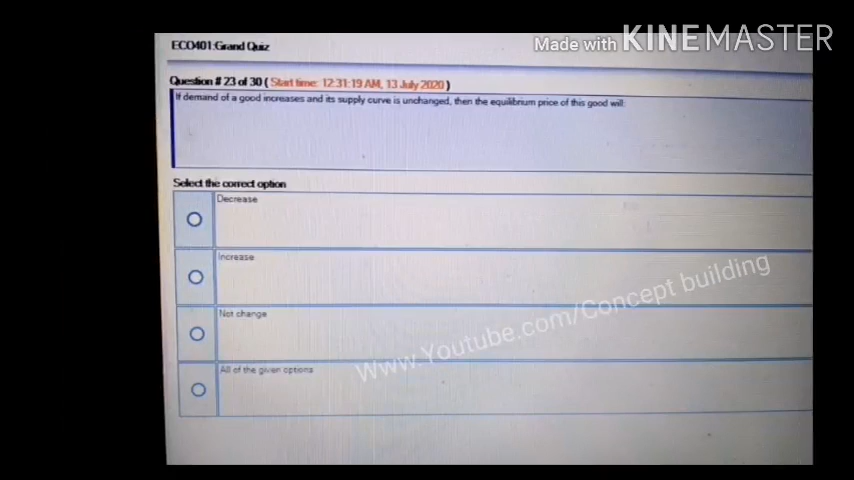 ECO401:Grand Quiz
Made with KINEMASTER
Question # 23 of 30 ( Start time: 12:31:19 AM, 13 July 2020 )
If demand of a good increases and its supply curve is unchanged, then the equilibrium price of this good will:
Select the correct option
Decrease
Increase
Not change
All of the given options
Www.Youtube.com/Concept building